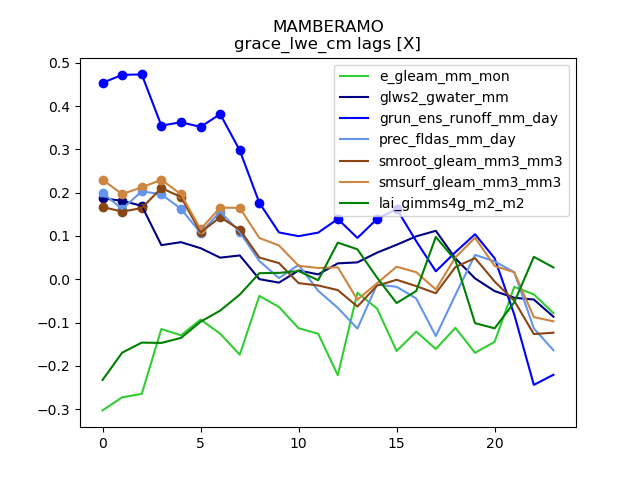 MAMBERAMO
grace_lwe_cm lags [X]
e_gleam_mm_mon
glws2_gwater_mm
grun_ens_runoff_mm_day
prec_fldas_mm_day
smroot_gleam_mm3_mm3
smsurf_gleam_mm3_mm3
lai_gimms4g_m2_m2
0.5
0.4
0.3
0.2
0.1
0.0
−0.1
−0.2
−0.3
0 5 10 15 20